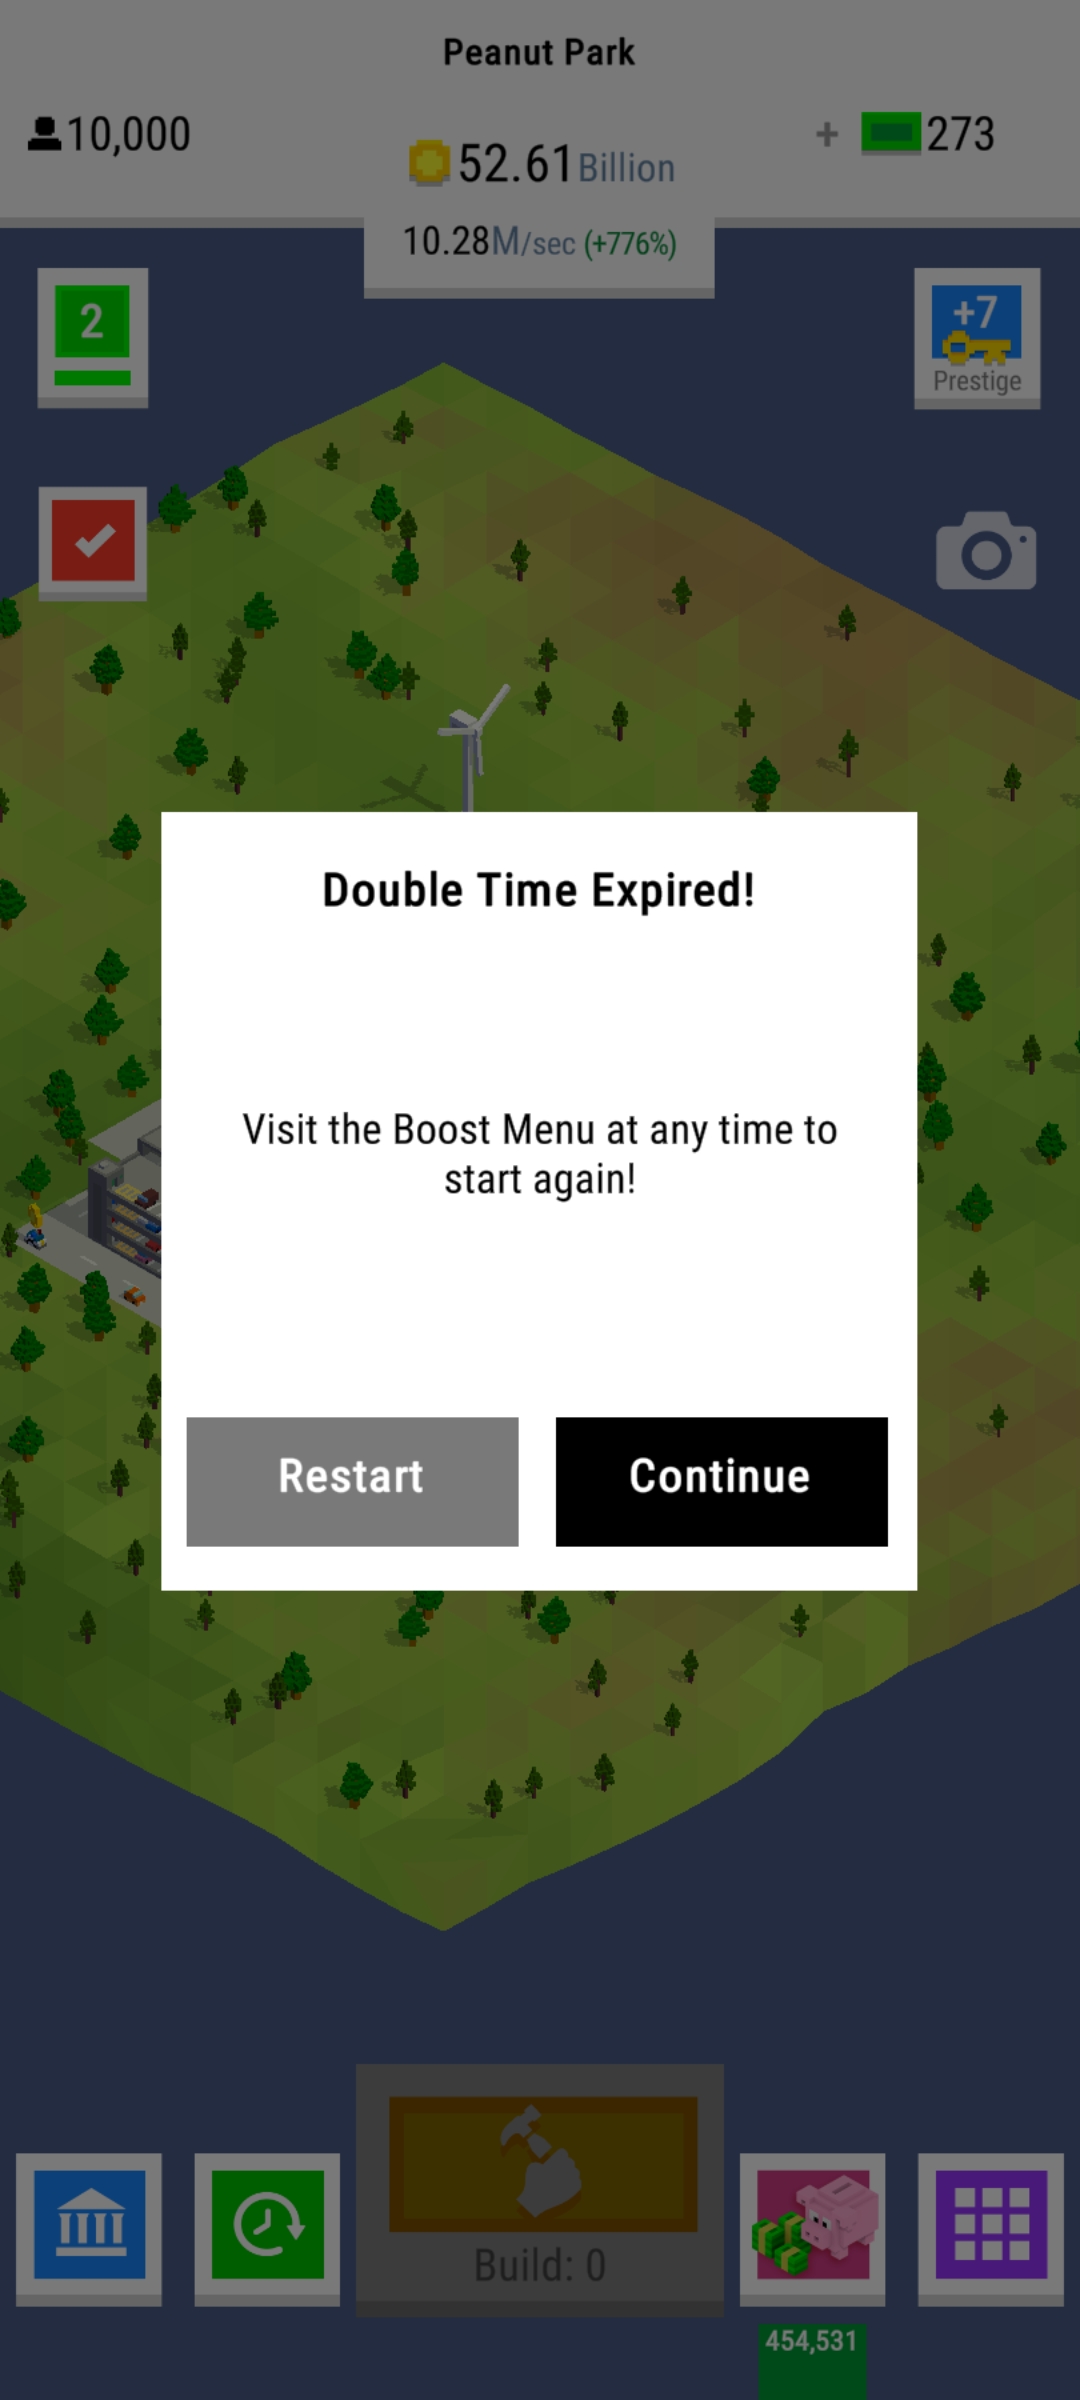 Peanut Park
10,000
52.61 Billion
+ 273
10.28M/sec (+776%)
2
+7
Prestige
Double Time Expired!
Visit the Boost Menu at any time to
start again!
Restart
Continue
Build: 0
454,531